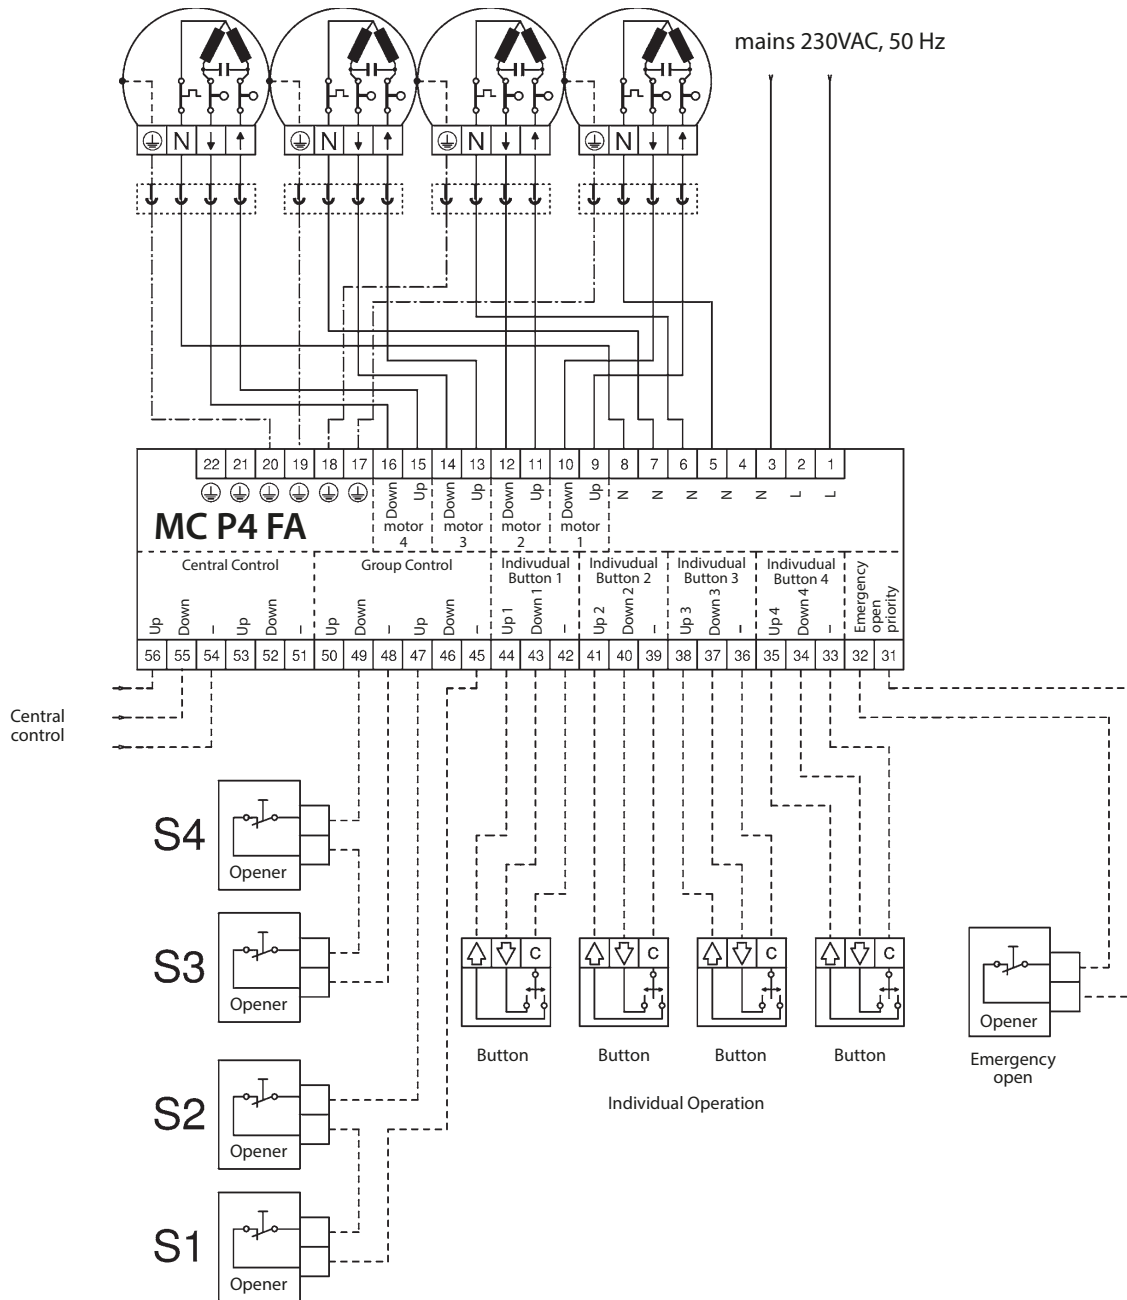 mains 230VAC, 50 Hz
N
N
N
N
22 21 20 19 18 17 16 15 14 13 12 11 10 9 8 7 6 5 4 3 2 1
Down Up Down Up Down Up Down Up N N N N N L L
motor 4
motor 3
motor 2
motor 1
MC P4 FA
Central Control
Group Control
Indivudual Button 1
Indivudual Button 2
Indivudual Button 3
Indivudual Button 4
Emergency open priority
Up Down – Up Down – Up Down – Up Down – Up 1 Down 1 – Up 2 Down 2 – Up 3 Down 3 – Up 4 Down 4 –
56 55 54 53 52 51 50 49 48 47 46 45 44 43 42 41 40 39 38 37 36 35 34 33 32 31
Central
control
S4
Opener
S3
Opener
S2
Opener
S1
Opener
C
C
C
C
Button
Button
Button
Button
Individual Operation
Opener
Emergency
open